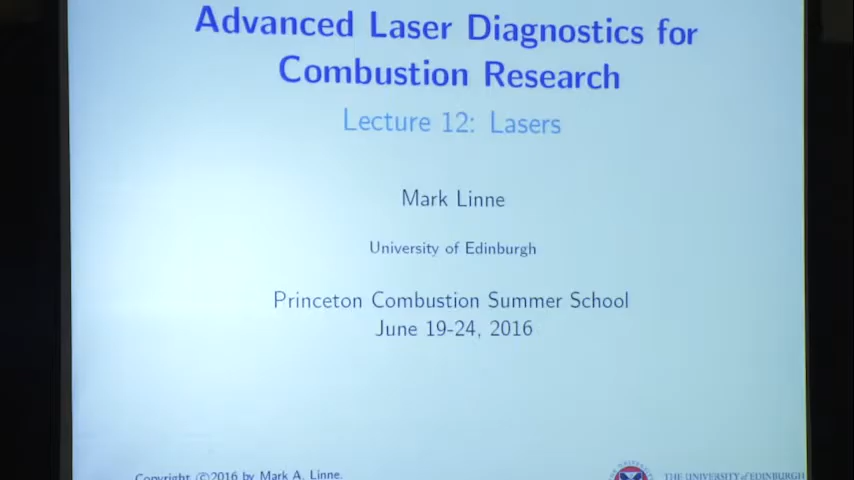 Advanced Laser Diagnostics for
Combustion Research
Lecture 12: Lasers
Mark Linne
University of Edinburgh
Princeton Combustion Summer School
June 19-24, 2016
Copyright ©2016 by Mark A. Linne.
THE UNIVERSITY of EDINBURGH